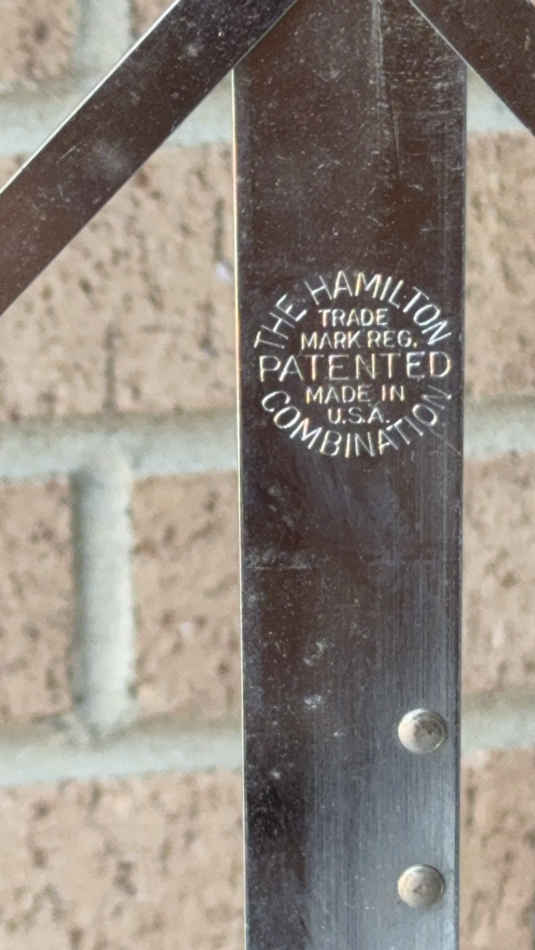 THE HAMILTON
TRADE
MARK REG.
PATENTED
MADE IN
U.S.A.
COMBINATION